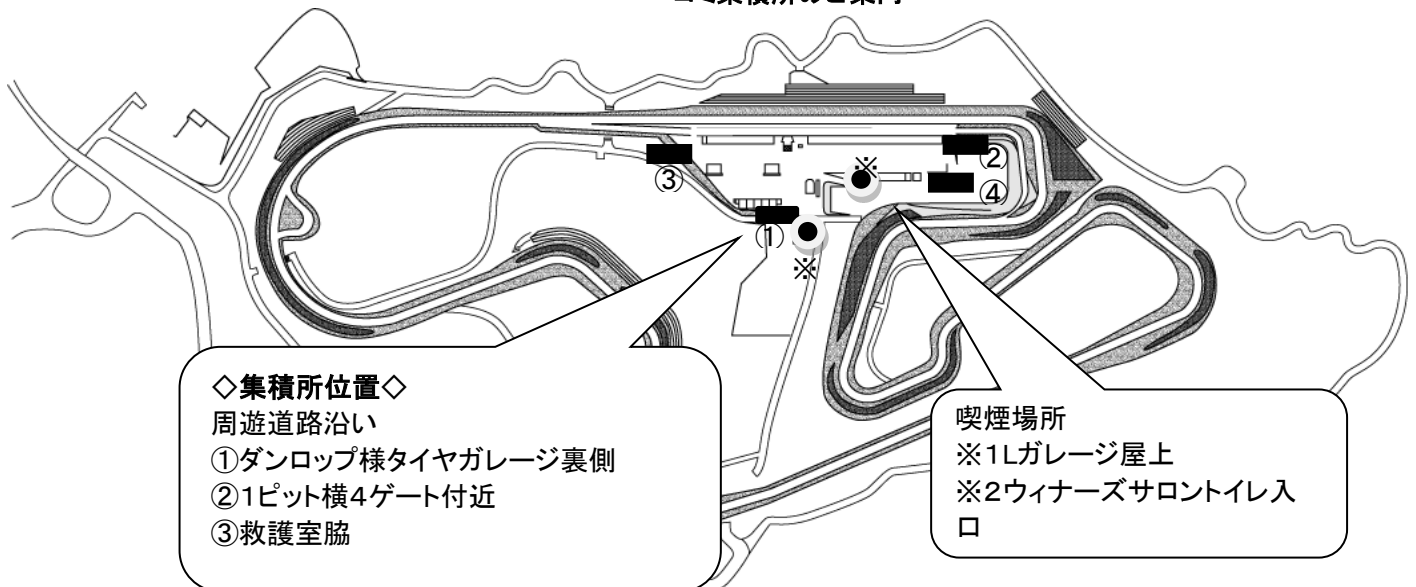 ゴミ集積所のご案内
②
※
③
④
①
※
◇集積所位置◇
周遊道路沿い
①ダンロップ様タイヤガレージ裏側
②1ピット横4ゲート付近
③救護室脇
喫煙場所
※1Lガレージ屋上
※2ウィナーズサロントイレ入
口